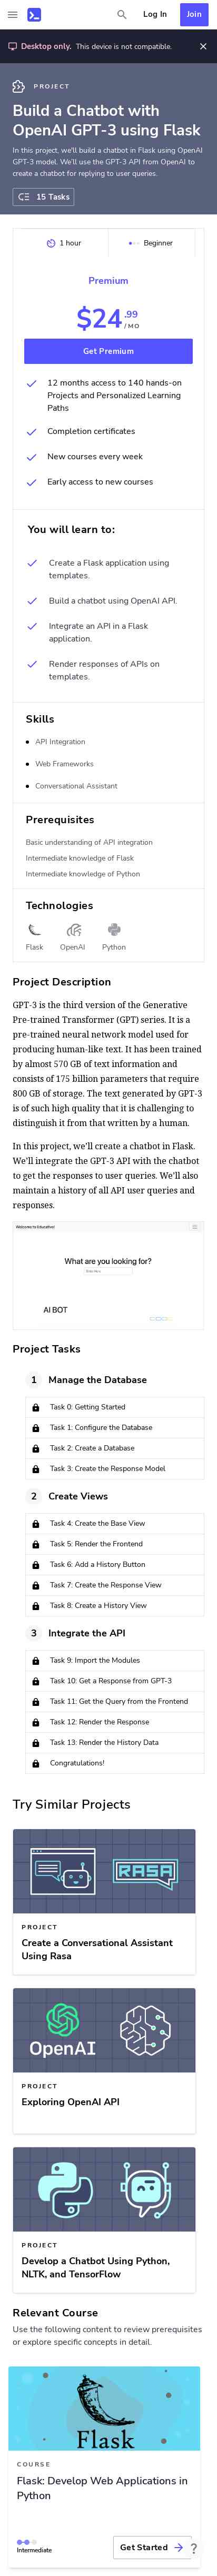 Log In
Join
Desktop only. This device is not compatible.
PROJECT
Build a Chatbot with
OpenAI GPT-3 using Flask
In this project, we'll build a chatbot in Flask using OpenAI
GPT-3 model. We'll use the GPT-3 API from OpenAI to
create a chatbot for replying to user queries.
15 Tasks
1 hour
Beginner
Premium
$24.99
/ MO
Get Premium
12 months access to 140 hands-on
Projects and Personalized Learning
Paths
Completion certificates
New courses every week
Early access to new courses
You will learn to:
Create a Flask application using
templates.
Build a chatbot using OpenAI API.
Integrate an API in a Flask
application.
Render responses of APIs on
templates.
Skills
API Integration
Web Frameworks
Conversational Assistant
Prerequisites
Basic understanding of API integration
Intermediate knowledge of Flask
Intermediate knowledge of Python
Technologies
Flask
OpenAI
Python
Project Description
GPT-3 is the third version of the Generative
Pre-trained Transformer (GPT) series. It is a
pre-trained neural network model used for
producing human-like text. It has been trained
by almost 570 GB of text information and
consists of 175 billion parameters that require
800 GB of storage. The text generated by GPT-3
is of such high quality that it is challenging to
distinguish it from that written by a human.
In this project, we'll create a chatbot in Flask.
We'll integrate the GPT-3 API with the chatbot
to get the responses to user queries. We'll also
maintain a history of all API user queries and
responses.
What are you looking for?
AI BOT
Project Tasks
1
Manage the Database
Task 0: Getting Started
Task 1: Configure the Database
Task 2: Create a Database
Task 3: Create the Response Model
2
Create Views
Task 4: Create the Base View
Task 5: Render the Frontend
Task 6: Add a History Button
Task 7: Create the Response View
Task 8: Create a History View
3
Integrate the API
Task 9: Import the Modules
Task 10: Get a Response from GPT-3
Task 11: Get the Query from the Frontend
Task 12: Render the Response
Task 13: Render the History Data
Congratulations!
Try Similar Projects
RASA
PROJECT
Create a Conversational Assistant
Using Rasa
OpenAI
PROJECT
Exploring OpenAI API
PROJECT
Develop a Chatbot Using Python,
NLTK, and TensorFlow
Relevant Course
Use the following content to review prerequisites
or explore specific concepts in detail.
Flask
COURSE
Flask: Develop Web Applications in
Python
Intermediate
Get Started
?